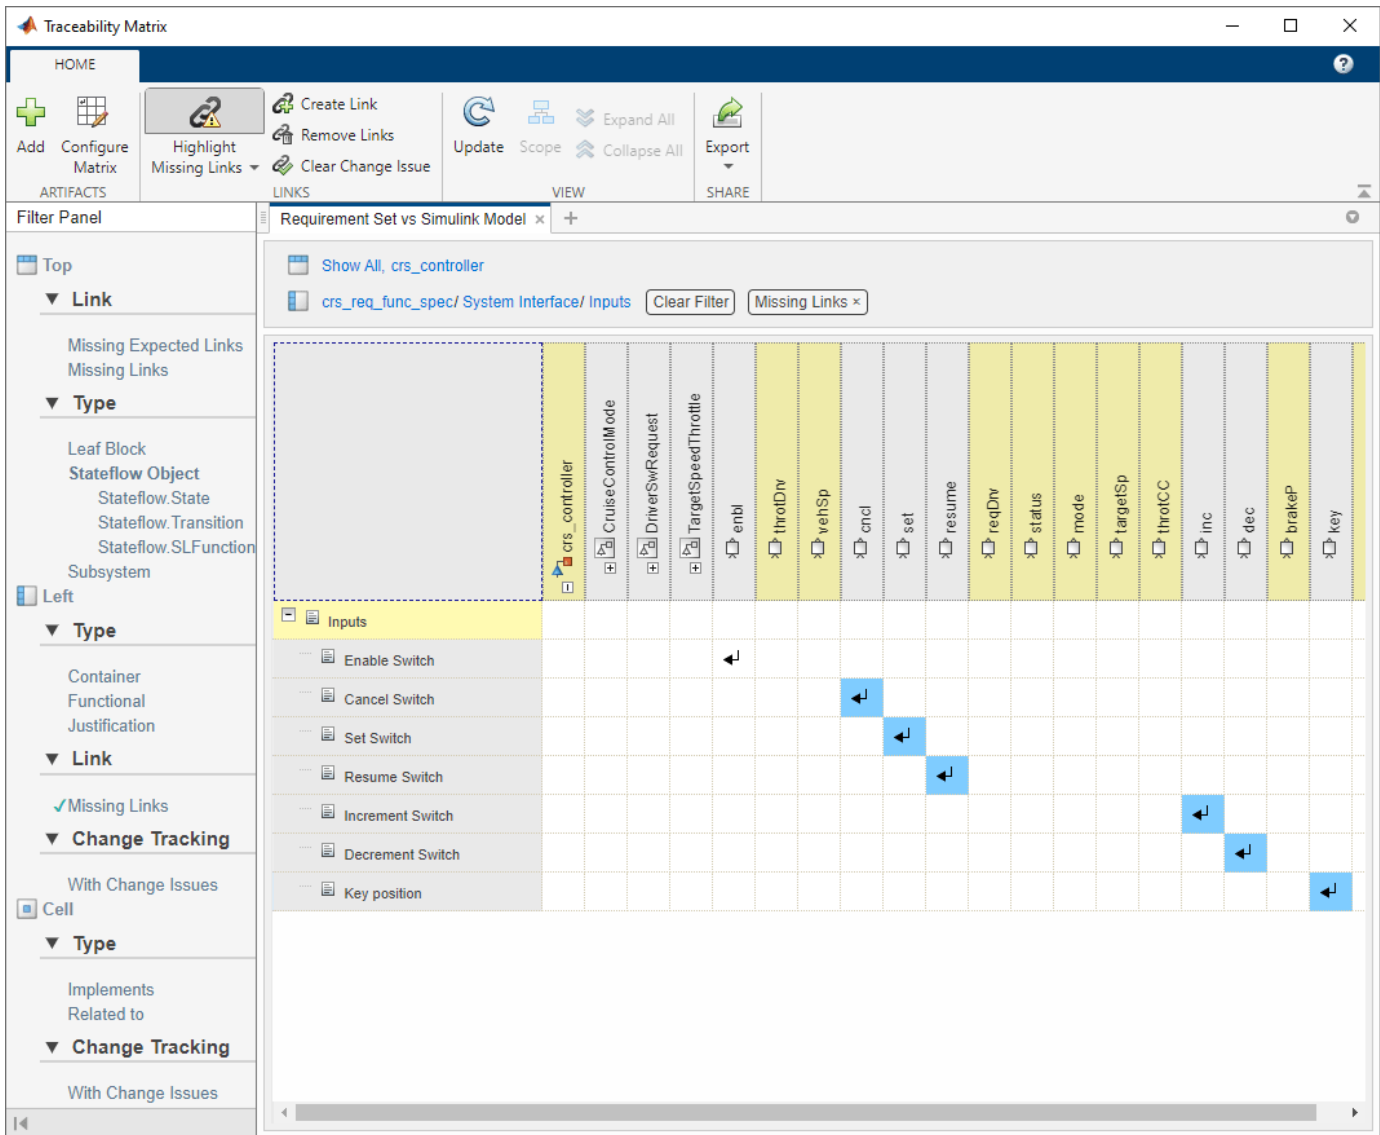 Traceability Matrix
HOME
Add
Configure
Matrix
ARTIFACTS
Highlight
Missing Links
Create Link
Remove Links
Clear Change Issue
LINKS
Update
Scope
Expand All
Collapse All
VIEW
Export
SHARE
Filter Panel
Top
Link
Missing Expected Links
Missing Links
Type
Leaf Block
Stateflow Object
Stateflow.State
Stateflow.Transition
Stateflow.SLFunction
Subsystem
Left
Type
Container
Functional
Justification
Link
✓Missing Links
Change Tracking
With Change Issues
Cell
Type
Implements
Related to
Change Tracking
With Change Issues
Requirement Set vs Simulink Model × +
Show All, crs_controller
crs_req_func_spec/ System Interface/ Inputs Clear Filter Missing Links ×
crs_controller
CruiseControlMode
DriverSwRequest
TargetSpeedThrottle
enbl
throtDrv
vehSp
cncl
set
resume
reqDrv
status
mode
targetSp
throtCC
inc
dec
brakeP
key
Inputs
Enable Switch
Cancel Switch
Set Switch
Resume Switch
Increment Switch
Decrement Switch
Key position